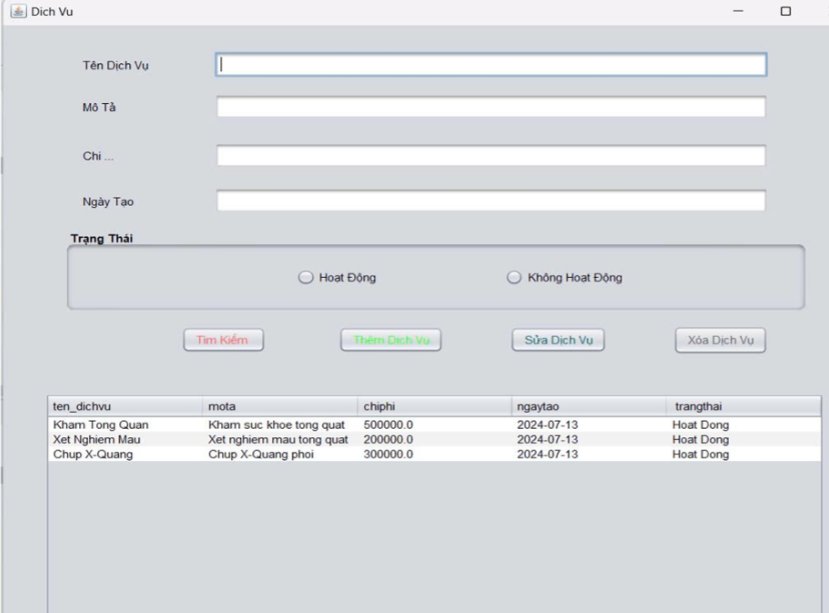 Dich Vu
Tên Dịch Vụ
Mô Tả
Chi ...
Ngày Tạo
Trạng Thái
Hoạt Động Không Hoạt Động
Tìm Kiếm Thêm Dịch Vụ Sửa Dịch Vụ Xóa Dịch Vụ
ten_dichvu mota chiphi ngaytao trangthai
Kham Tong Quan Kham suc khoe tong quat 500000.0 2024-07-13 Hoat Dong
Xet Nghiem Mau Xet nghiem mau tong quat 200000.0 2024-07-13 Hoat Dong
Chup X-Quang Chup X-Quang phoi 300000.0 2024-07-13 Hoat Dong